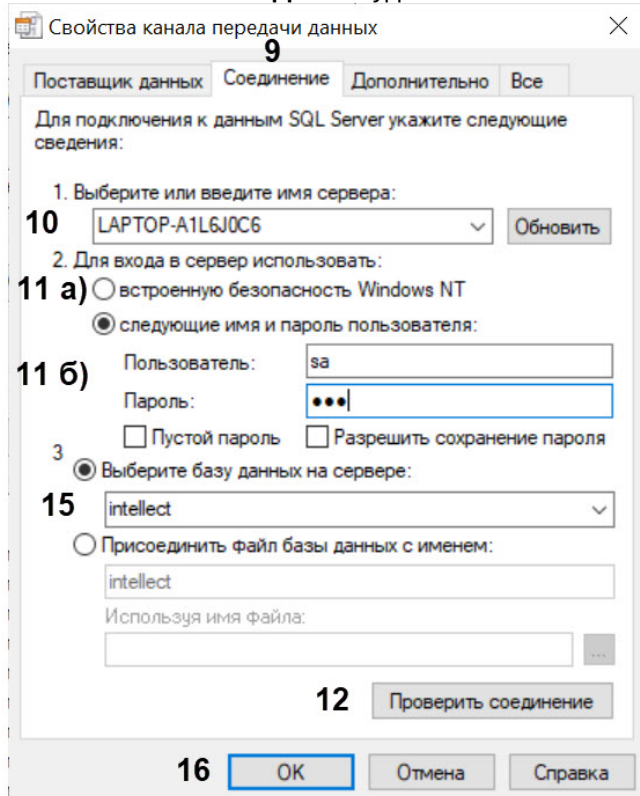 Свойства канала передачи данных
9
Поставщик данных Соединение Дополнительно Все
Для подключения к данным SQL Server укажите следующие
сведения:
1. Выберите или введите имя сервера:
10 LAPTOP-A1L6J0C6 Обновить
2. Для входа в сервер использовать:
11 а) встроенную безопасность Windows NT
следующие имя и пароль пользователя:
Пользователь: sa
11 б)
Пароль: •••
Пустой пароль Разрешить сохранение пароля
3
Выберите базу данных на сервере:
15 intellect
Присоединить файл базы данных с именем:
intellect
Используя имя файла:
...
12 Проверить соединение
16 OK Отмена Справка